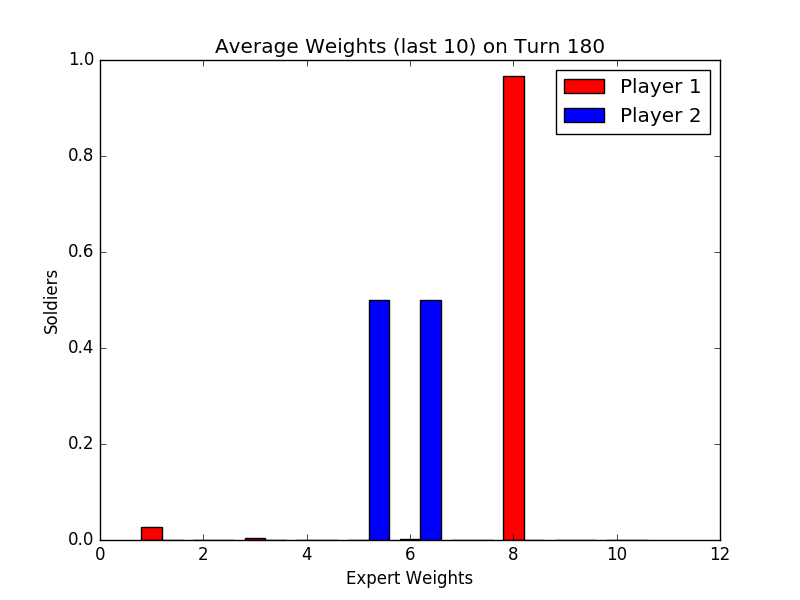 Average Weights (last 10) on Turn 180
Player 1
Player 2
1.0
0.8
0.6
0.4
0.2
0.0
Soldiers
0 2 4 6 8 10 12
Expert Weights